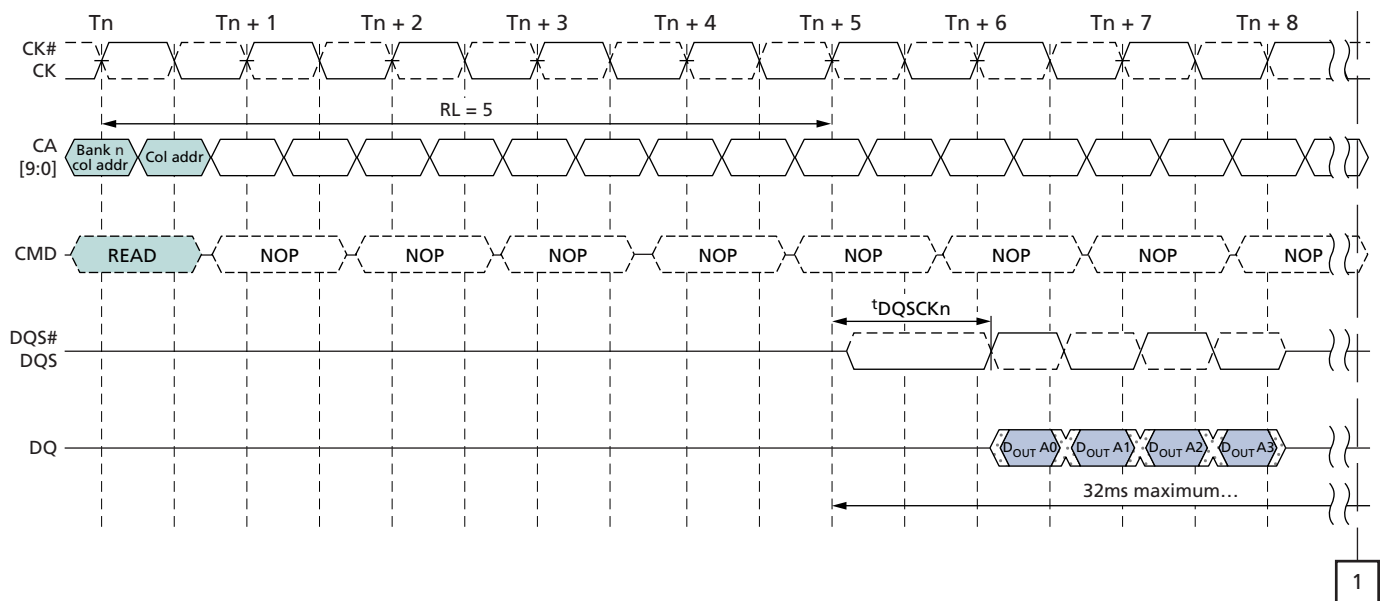 Tn Tn + 1 Tn + 2 Tn + 3 Tn + 4 Tn + 5 Tn + 6 Tn + 7 Tn + 8
CK#
CK
RL = 5
CA
[9:0]
Bank n
col addr
Col addr
CMD READ NOP NOP NOP NOP NOP NOP NOP NOP
tDQSCKn
DQS#
DQS
DQ DOUT A0 DOUT A1 DOUT A2 DOUT A3
32ms maximum…
1